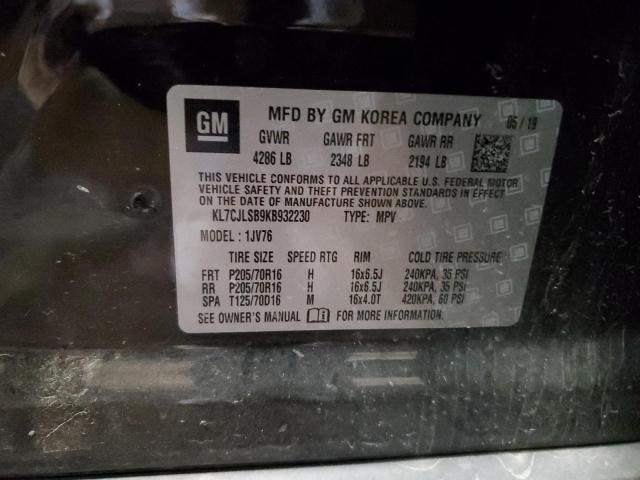 GM MFD BY GM KOREA COMPANY 05/19
GVWR GAWR FRT GAWR RR
4286 LB 2348 LB 2194 LB
THIS VEHICLE CONFORMS TO ALL APPLICABLE U.S. FEDERAL MOTOR
VEHICLE SAFETY AND THEFT PREVENTION STANDARDS IN EFFECT
ON THE DATE OF MANUFACTURE SHOWN ABOVE.
KL7CJLSB9KB932230 TYPE: MPV
MODEL: 1JV76
TIRE SIZE SPEED RTG RIM COLD TIRE PRESSURE
FRT P205/70R16 H 16x6.5J 240KPA, 35 PSI
RR P205/70R16 H 16x6.5J 240KPA, 35 PSI
SPA T125/70D16 M 16x4.0T 420KPA, 60 PSI
SEE OWNER'S MANUAL FOR MORE INFORMATION.